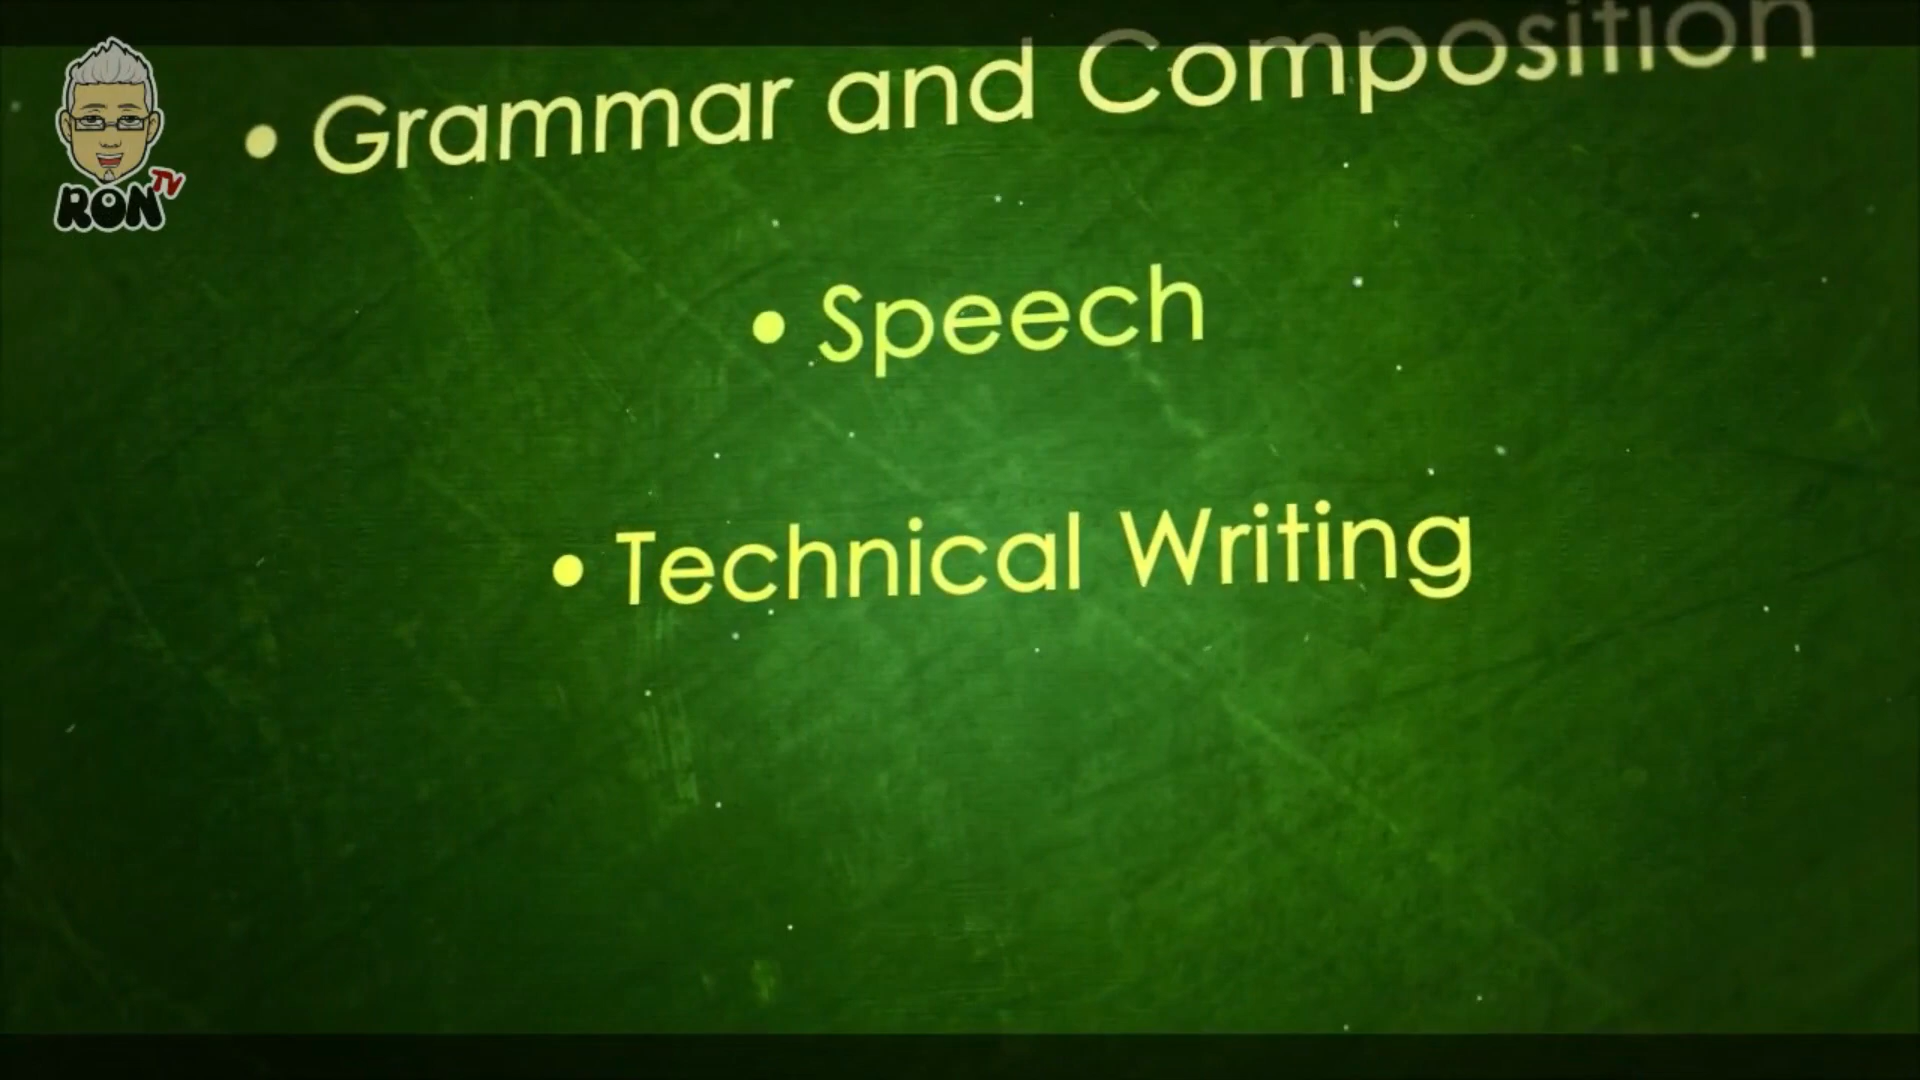 RON TV
• Grammar and Composition
• Speech
• Technical Writing